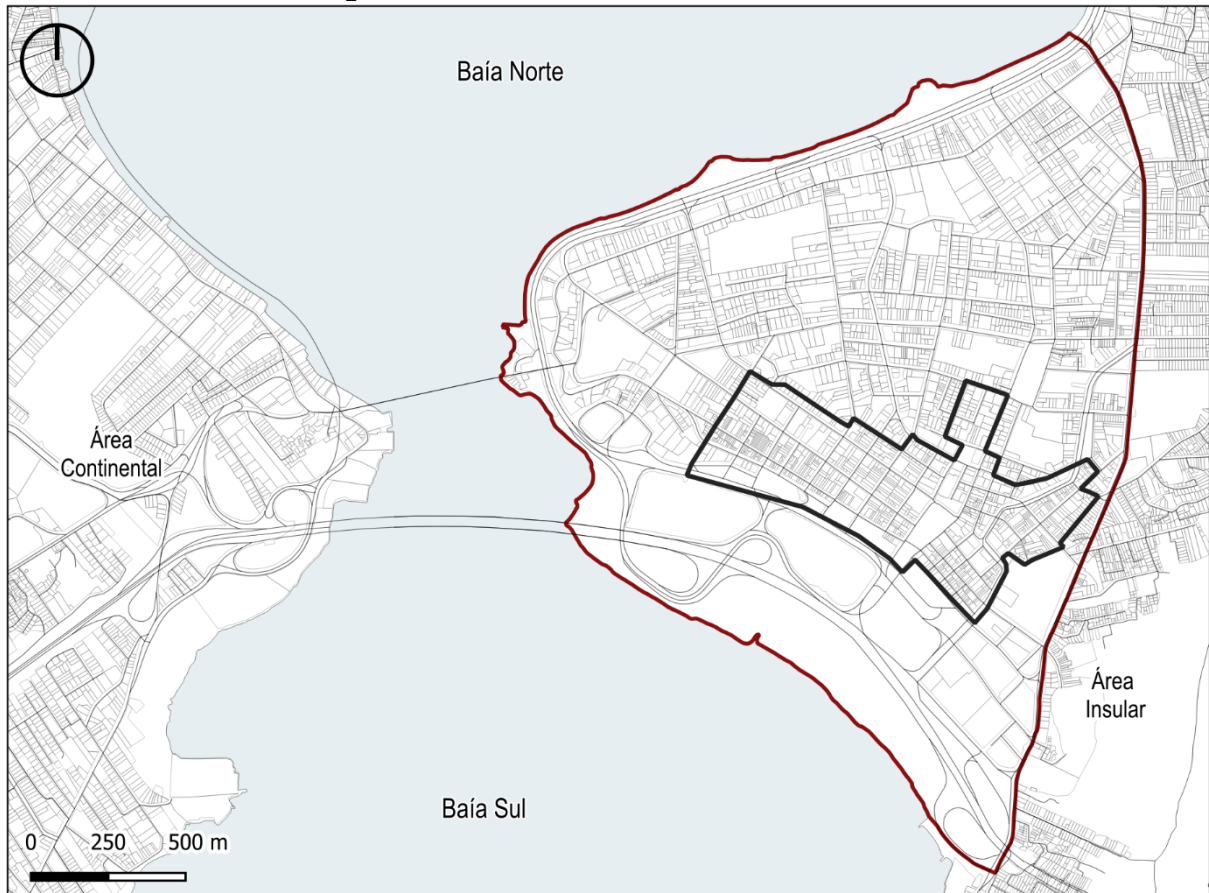 Baía Norte
Área
Continental
Área
Insular
Baía Sul
0 250 500 m